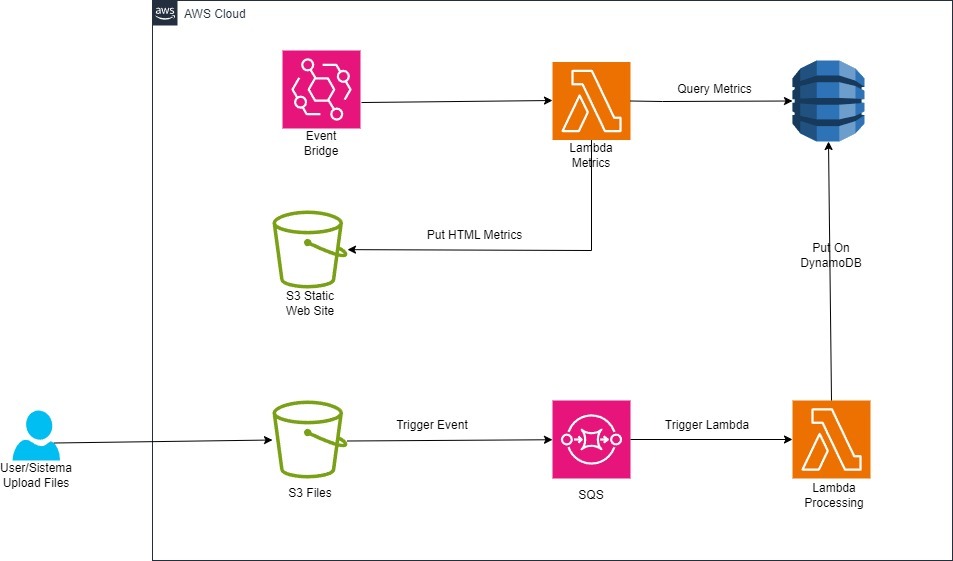 aws
AWS Cloud
Event
Bridge
Lambda
Metrics
Query Metrics
Put HTML Metrics
S3 Static
Web Site
Put On
DynamoDB
User/Sistema
Upload Files
Trigger Event
Trigger Lambda
S3 Files
SQS
Lambda
Processing